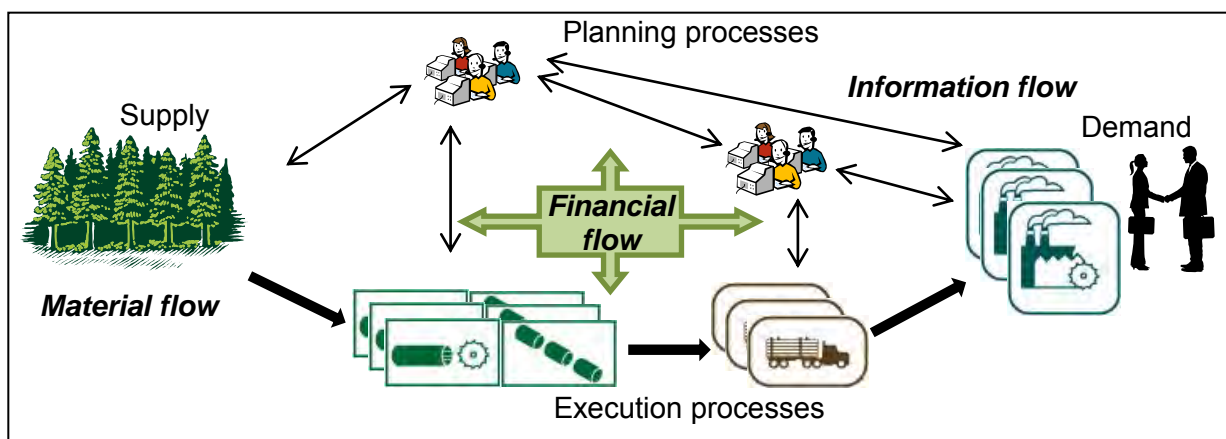 Planning processes
Information flow
Supply
Demand
Financial
flow
Material flow
Execution processes